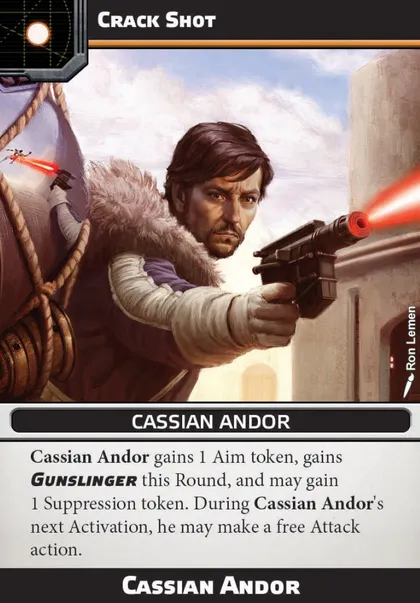 Crack Shot
Ron Lemen
CASSIAN ANDOR
Cassian Andor gains 1 Aim token, gains
Gunslinger this Round, and may gain
1 Suppression token. During Cassian Andor's
next Activation, he may make a free Attack
action.
Cassian Andor